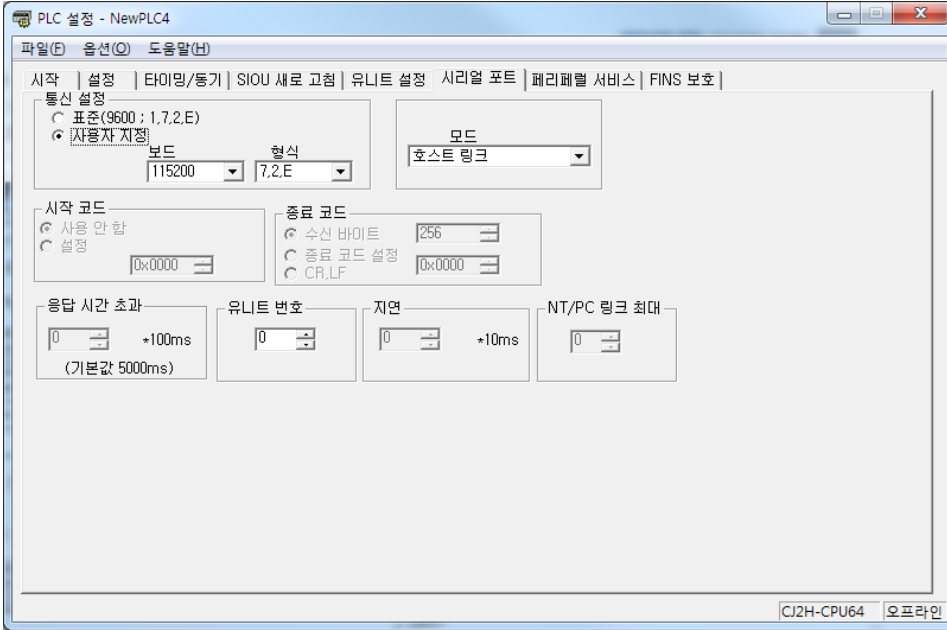 PLC 설정 - NewPLC4
파일(F) 옵션(O) 도움말(H)
시작 설정 타이밍/동기 SIOU 새로 고침 유니트 설정 시리얼 포트 페리페럴 서비스 FINS 보호
통신 설정
표준(9600 ; 1,7,2,E)
사용자 지정
보드 형식
115200 7,2,E
모드
호스트 링크
시작 코드
사용 안 함
설정
0x0000
종료 코드
수신 바이트 256
종료 코드 설정 0x0000
CR,LF
응답 시간 초과
0 *100ms
(기본값 5000ms)
유니트 번호
0
지연
0 *10ms
NT/PC 링크 최대
0
CJ2H-CPU64 오프라인